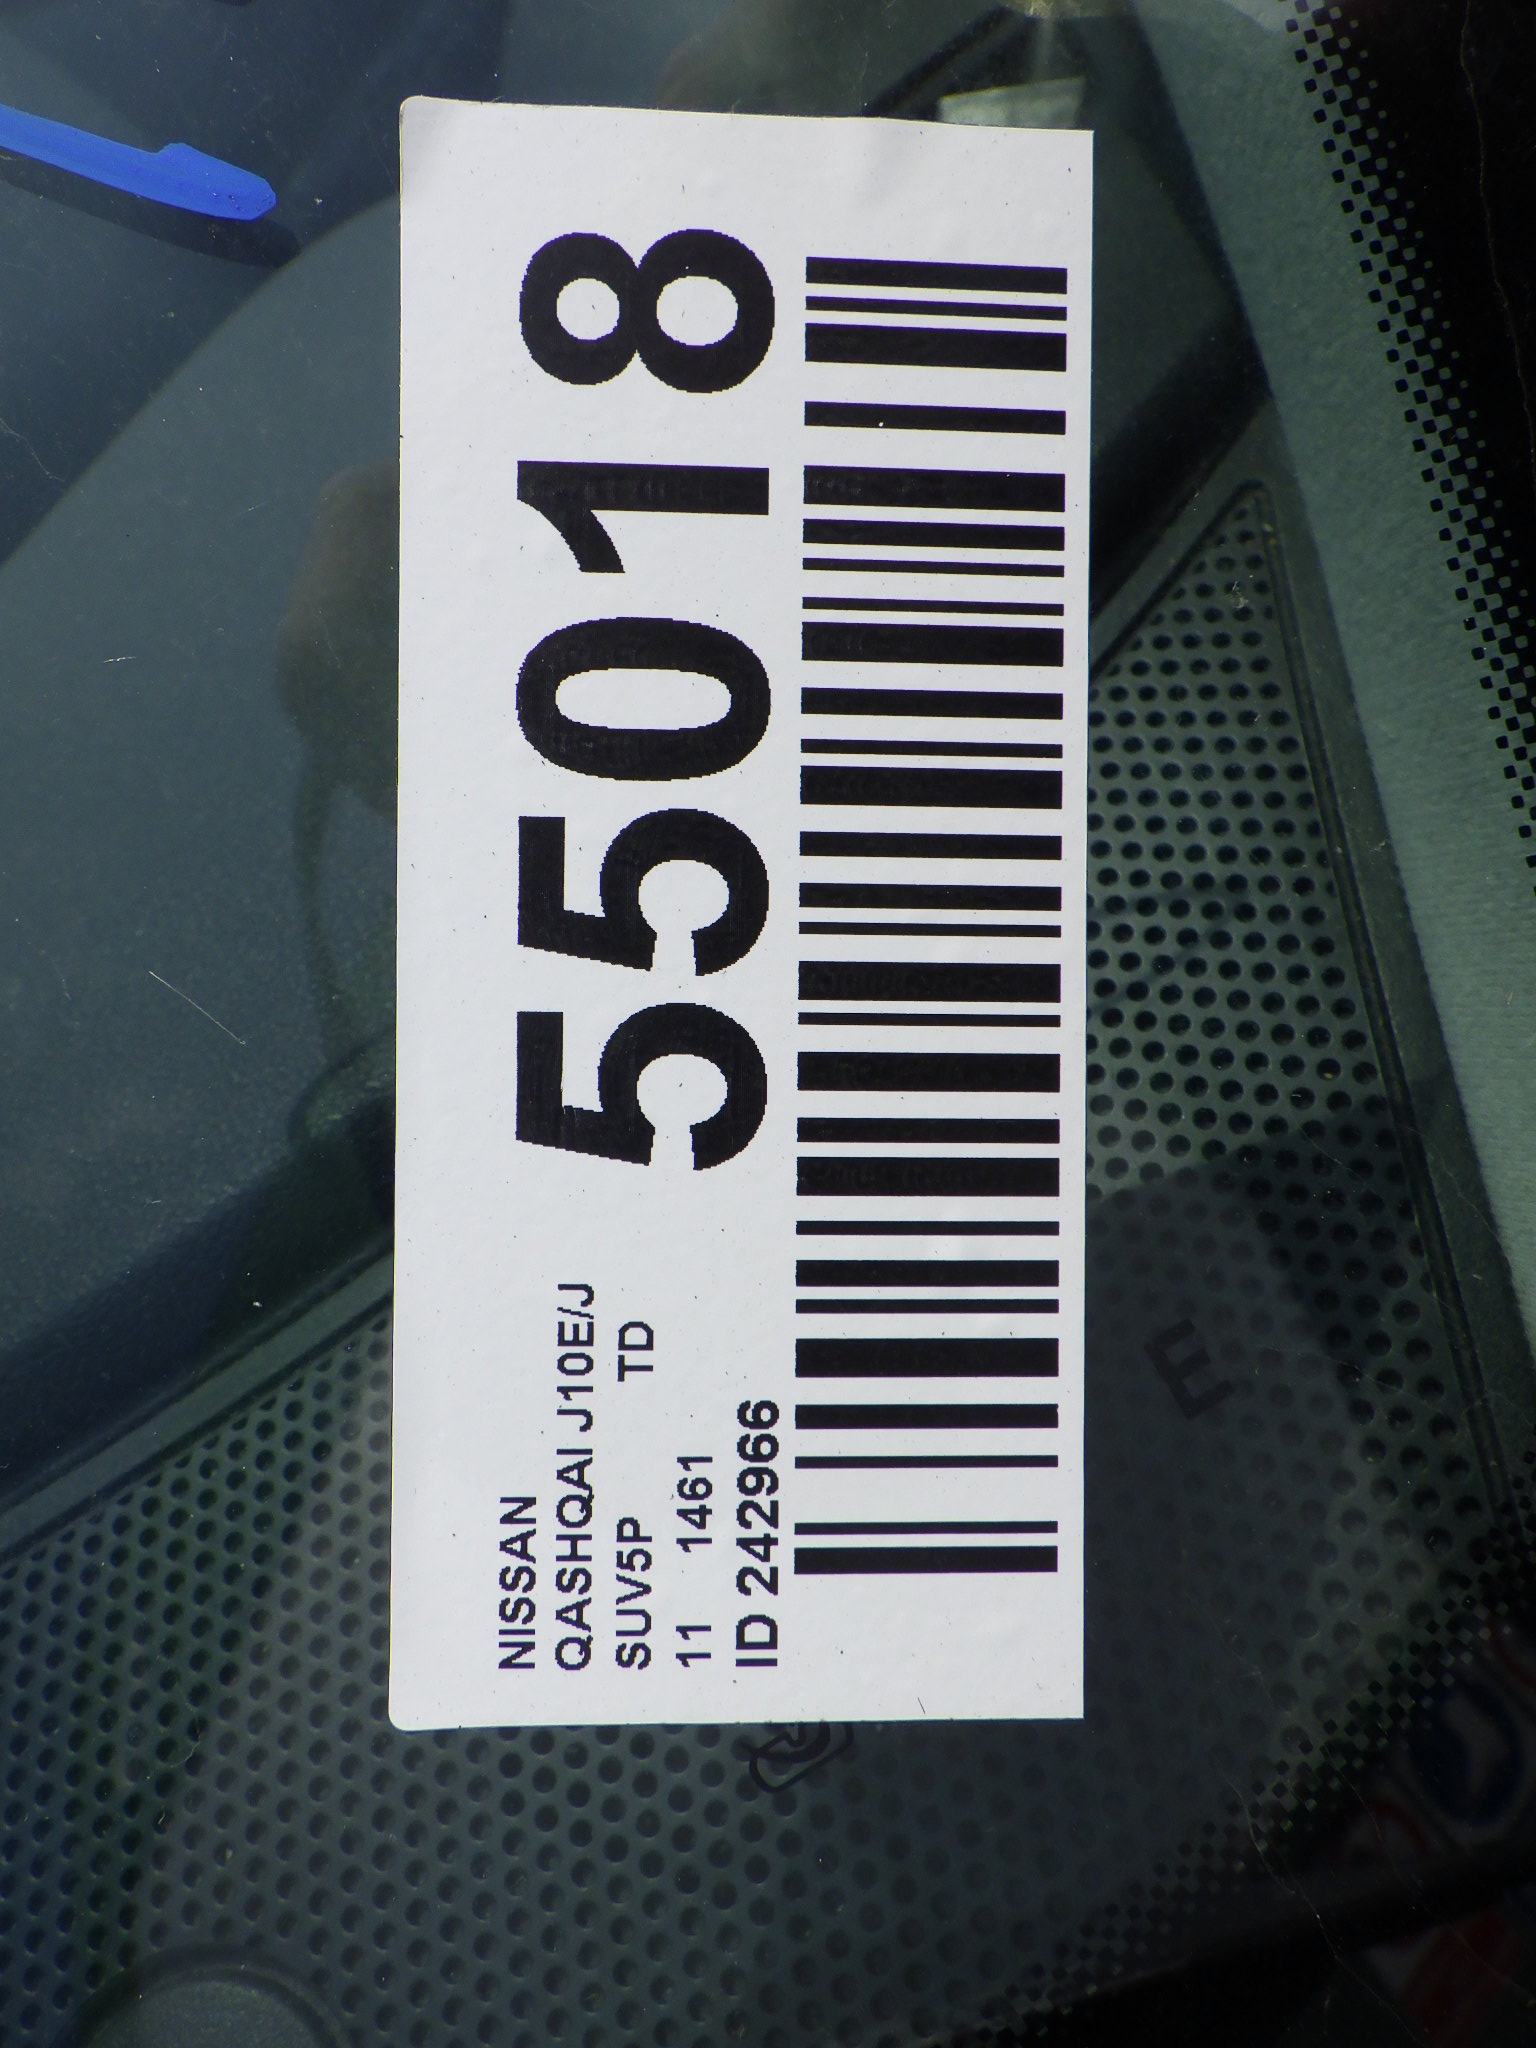 NISSAN
QASHQAI J10E/J
SUV5P TD
11 1461
ID 242966
55018